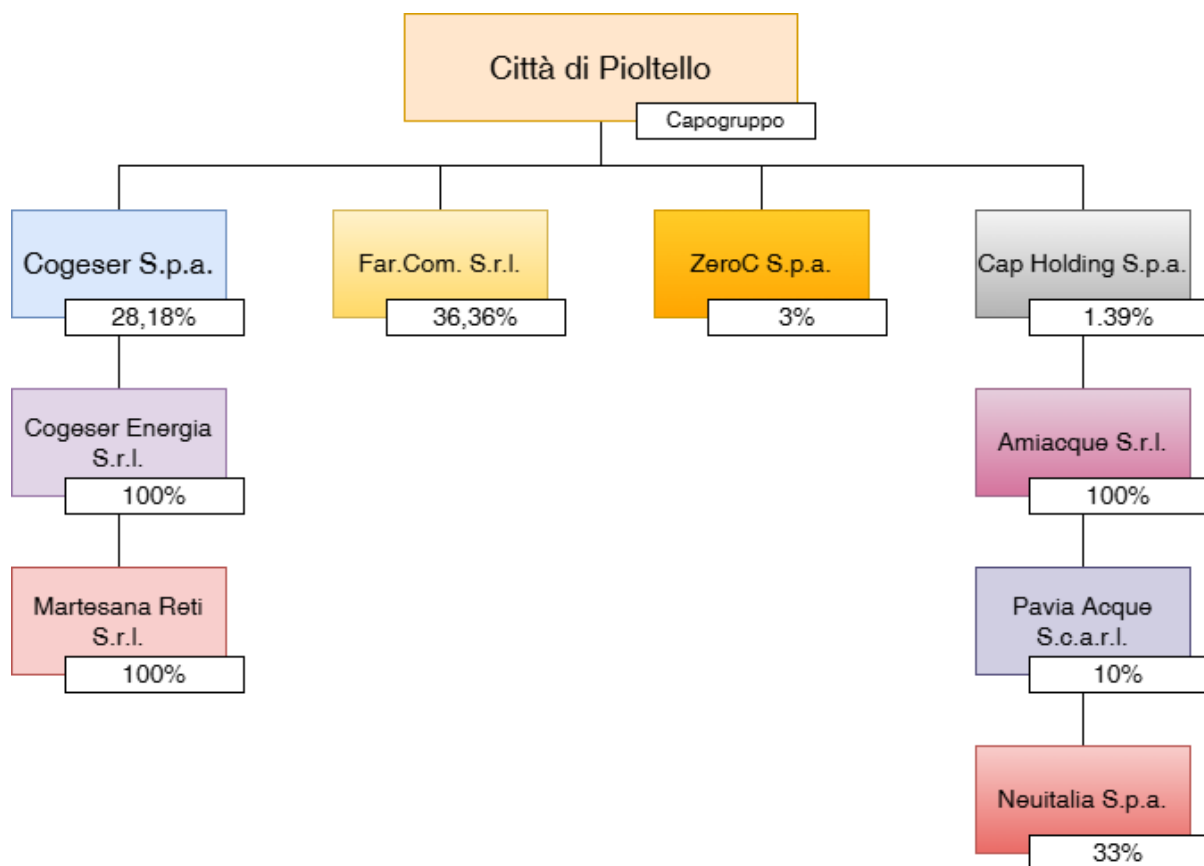 Città di Pioltello
Capogruppo
Cogeser S.p.a.
28,18%
Far.Com. S.r.l.
36,36%
ZeroC S.p.a.
3%
Cap Holding S.p.a.
1.39%
Cogeser Energia
S.r.l.
100%
Amiacque S.r.l.
100%
Martesana Reti
S.r.l.
100%
Pavia Acque
S.c.a.r.l.
10%
Neuitalia S.p.a.
33%